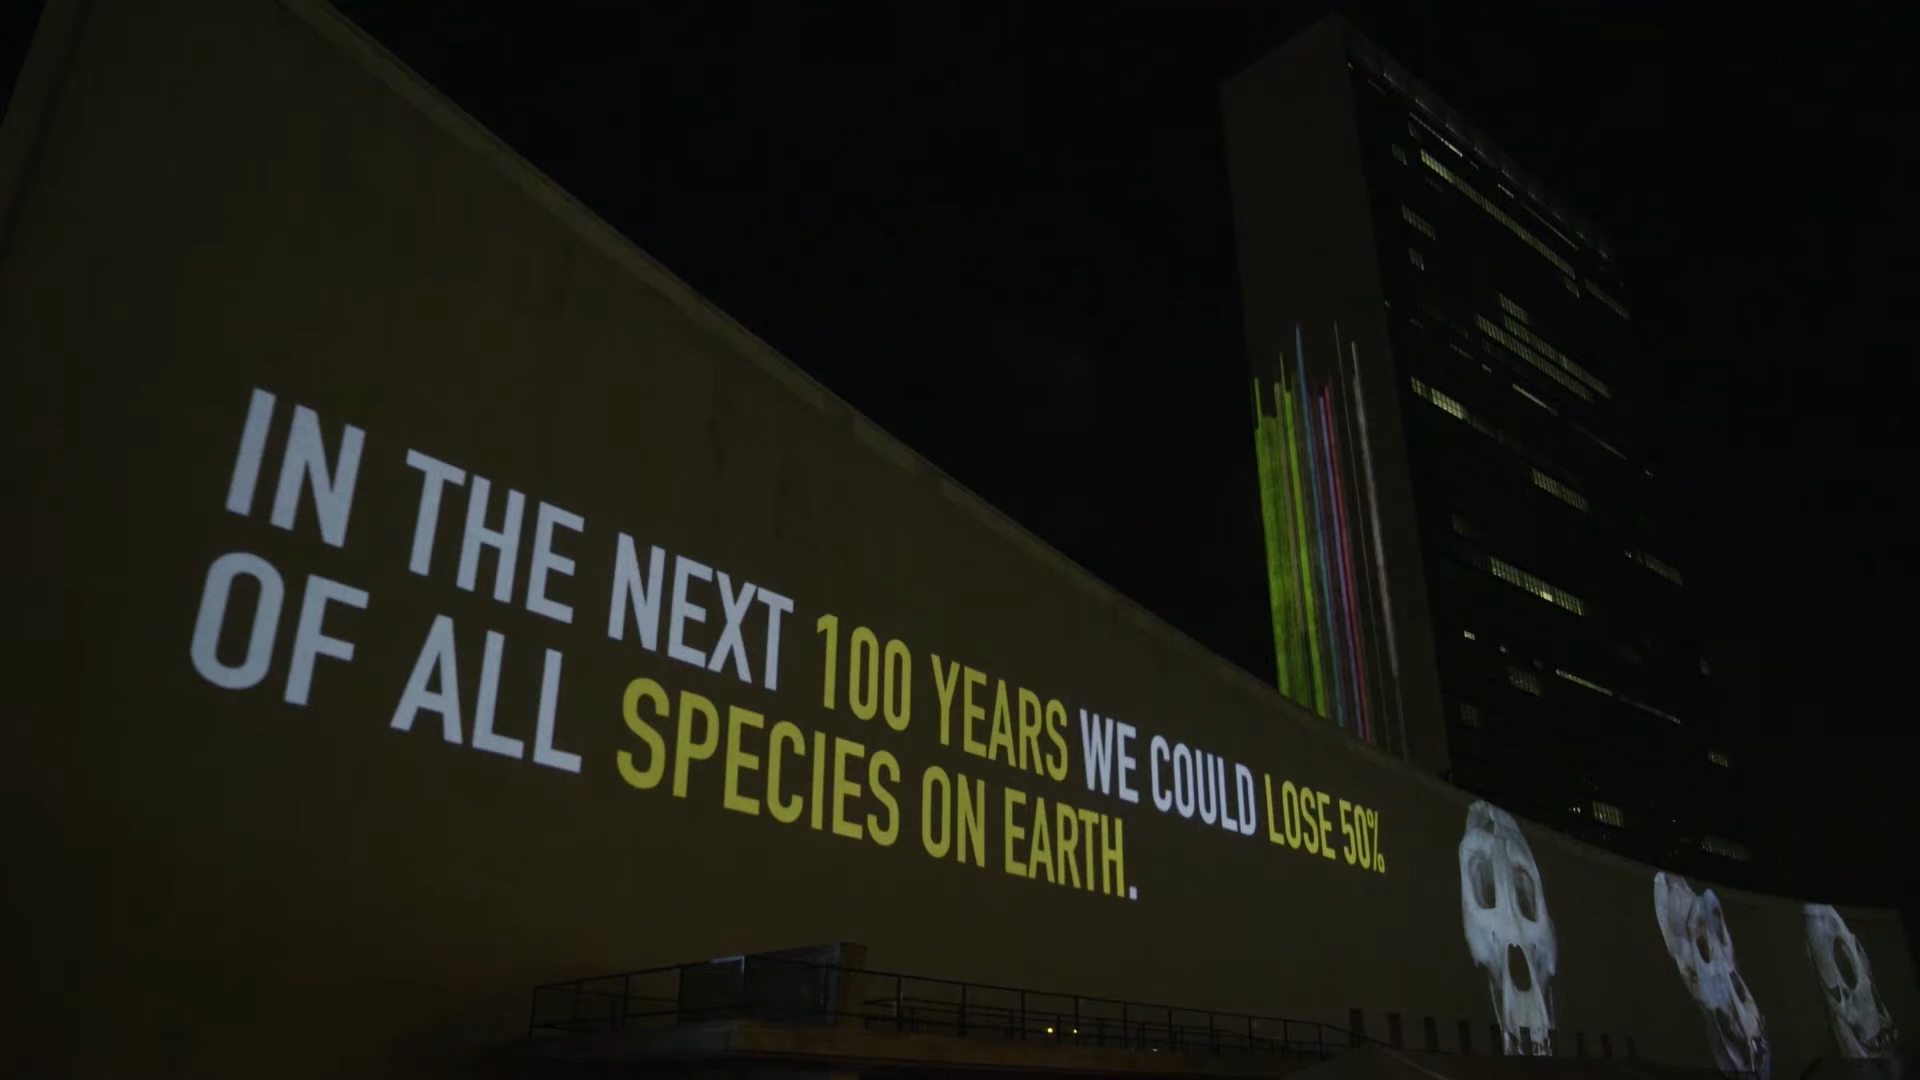 IN THE NEXT 100 YEARS WE COULD LOSE 50%
OF ALL SPECIES ON EARTH.